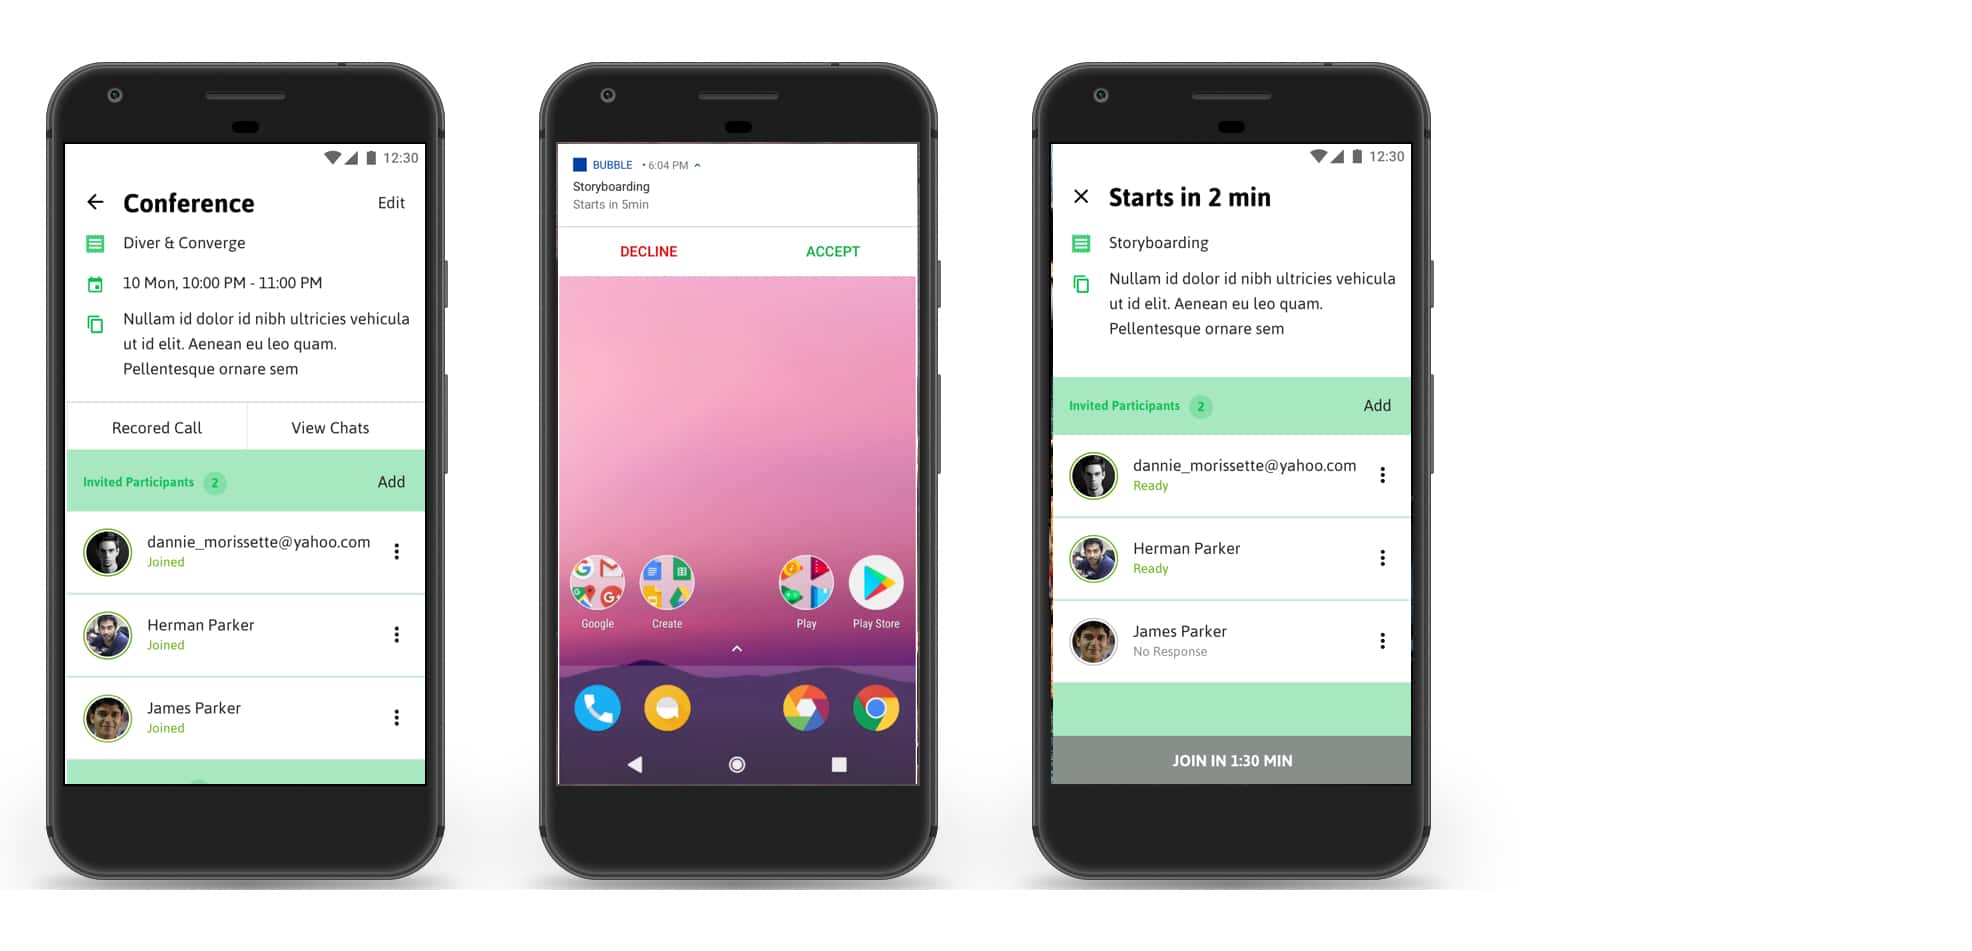 12:30
Conference
Edit
Diver & Converge
10 Mon, 10:00 PM - 11:00 PM
Nullam id dolor id nibh ultricies vehicula
ut id elit. Aenean eu leo quam.
Pellentesque ornare sem
Recored Call
View Chats
Invited Participants 2
Add
dannie_morissette@yahoo.com
Joined
Herman Parker
Joined
James Parker
Joined
BUBBLE • 6:04 PM
Storyboarding
Starts in 5min
DECLINE
ACCEPT
Google
Create
Play
Play Store
12:30
Starts in 2 min
Storyboarding
Nullam id dolor id nibh ultricies vehicula
ut id elit. Aenean eu leo quam.
Pellentesque ornare sem
Invited Participants 2
Add
dannie_morissette@yahoo.com
Ready
Herman Parker
Ready
James Parker
No Response
JOIN IN 1:30 MIN